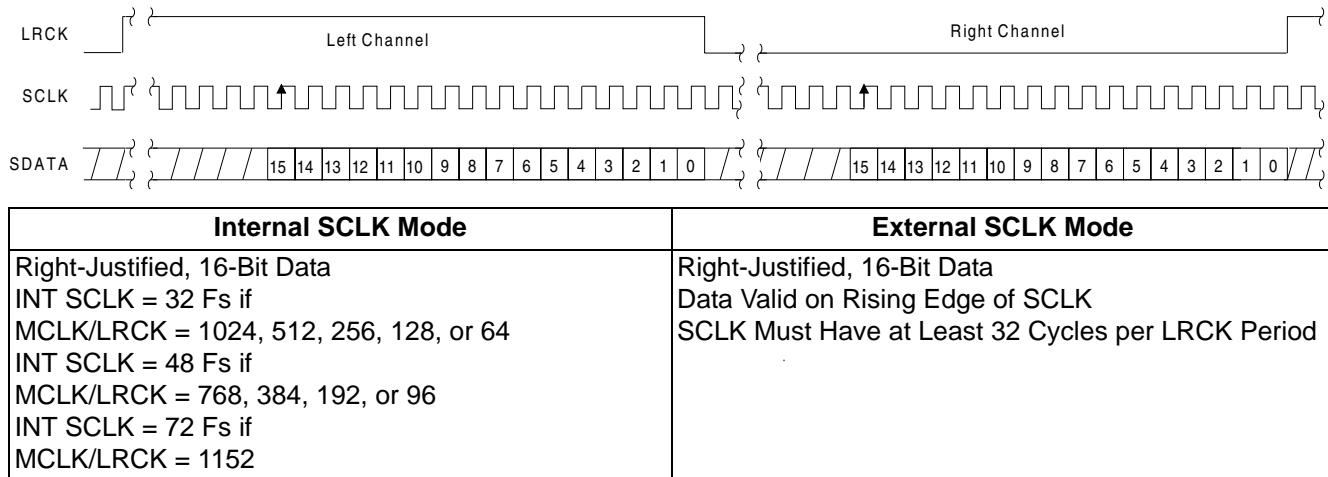 LRCK Left Channel Right Channel
SCLK
SDATA 15 14 13 12 11 10 9 8 7 6 5 4 3 2 1 0 15 14 13 12 11 10 9 8 7 6 5 4 3 2 1 0
Internal SCLK Mode
Right-Justified, 16-Bit Data
INT SCLK = 32 Fs if
MCLK/LRCK = 1024, 512, 256, 128, or 64
INT SCLK = 48 Fs if
MCLK/LRCK = 768, 384, 192, or 96
INT SCLK = 72 Fs if
MCLK/LRCK = 1152
External SCLK Mode
Right-Justified, 16-Bit Data
Data Valid on Rising Edge of SCLK
SCLK Must Have at Least 32 Cycles per LRCK Period